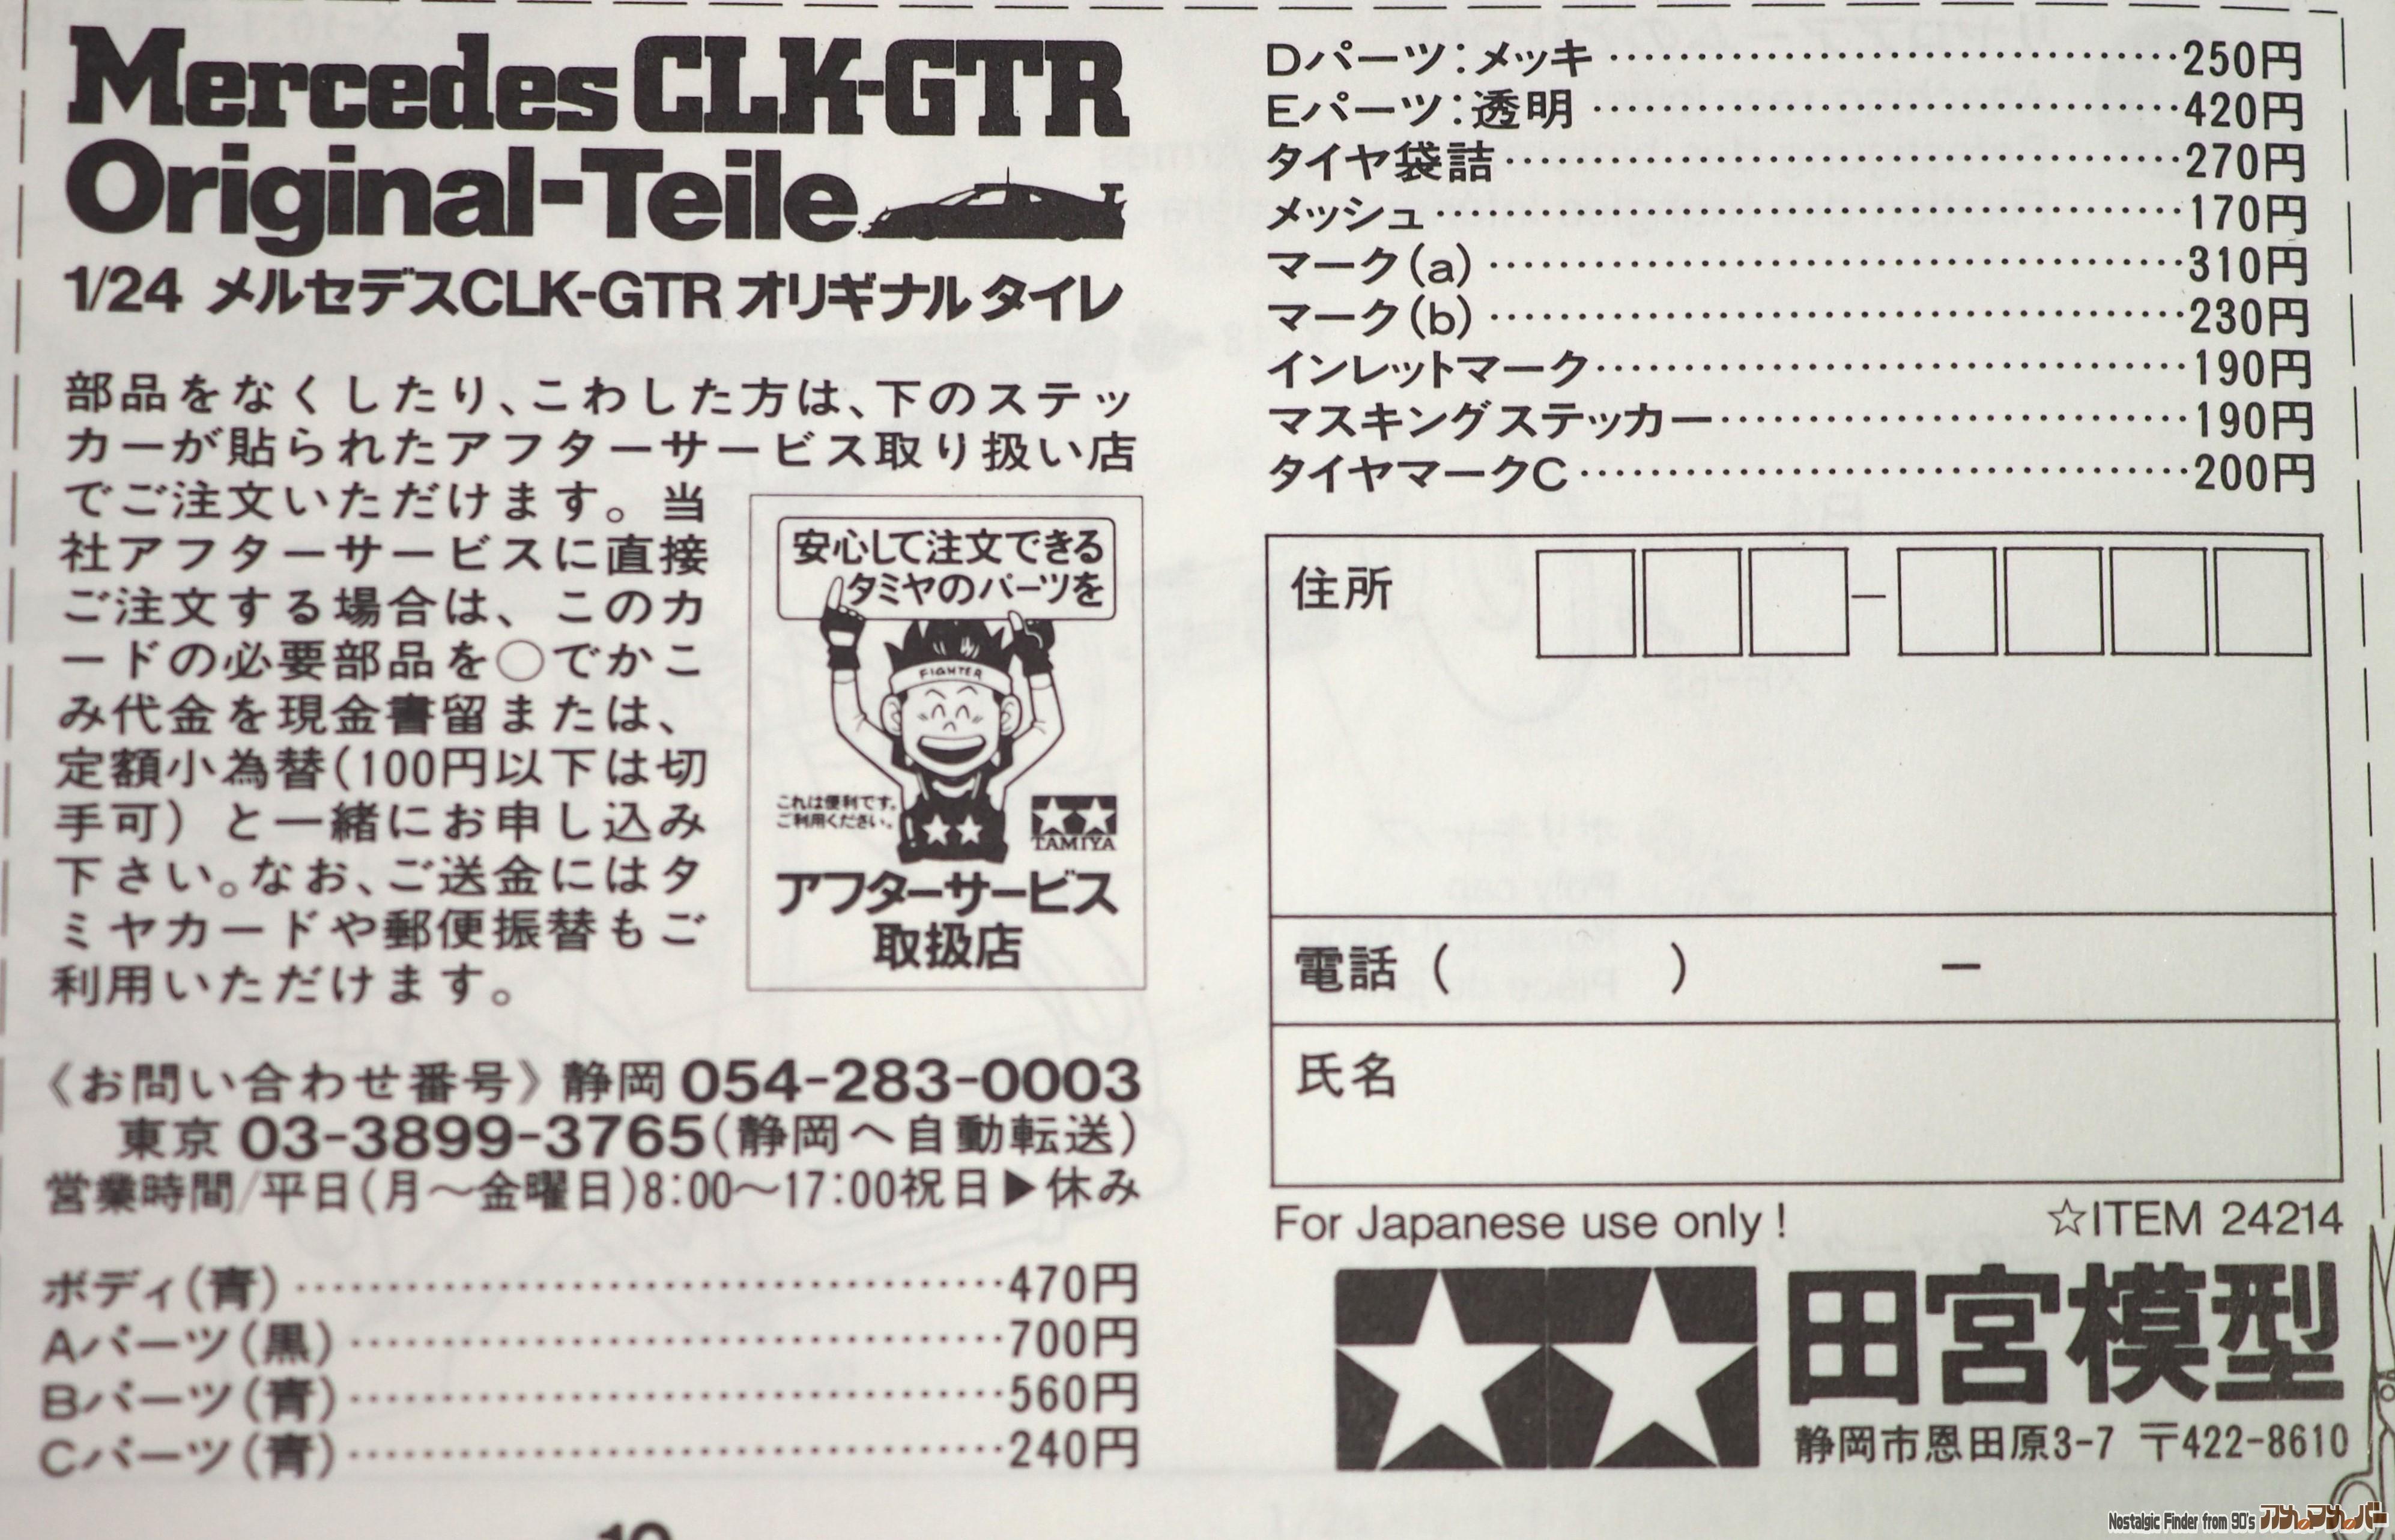 Mercedes CLK-GTR
Original-Teile
1/24 メルセデスCLK-GTR オリギナル タイレ
部品をなくしたり、こわした方は、下のステッ
カーが貼られたアフターサービス取り扱い店
でご注文いただけます。当
社アフターサービスに直接
ご注文する場合は、このカ
ードの必要部品を○でかこ
み代金を現金書留または、
定額小為替(100円以下は切
手可)と一緒にお申し込み
下さい。なお、ご送金にはタ
ミヤカードや郵便振替もご
利用いただけます。
安心して注文できる
タミヤのパーツを
FIGHTER
これは便利です。
ご利用ください。
TAMIYA
アフターサービス
取扱店
《お問い合わせ番号》静岡 054-283-0003
東京 03-3899-3765(静岡へ自動転送)
営業時間/平日(月〜金曜日)8:00〜17:00祝日▶休み
ボディ(青)……………………………470円
Aパーツ(黒)…………………………700円
Bパーツ(青)…………………………560円
Cパーツ(青)…………………………240円
Dパーツ:メッキ………………………250円
Eパーツ:透明…………………………420円
タイヤ袋詰……………………………270円
メッシュ………………………………170円
マーク(a)……………………………310円
マーク(b)……………………………230円
インレットマーク……………………190円
マスキングステッカー………………190円
タイヤマークC………………………200円
住所 −
電話( ) −
氏名
For Japanese use only!
☆ITEM 24214
田宮模型
静岡市恩田原3-7 〒422-8610
Nostalgic Finder from 90's